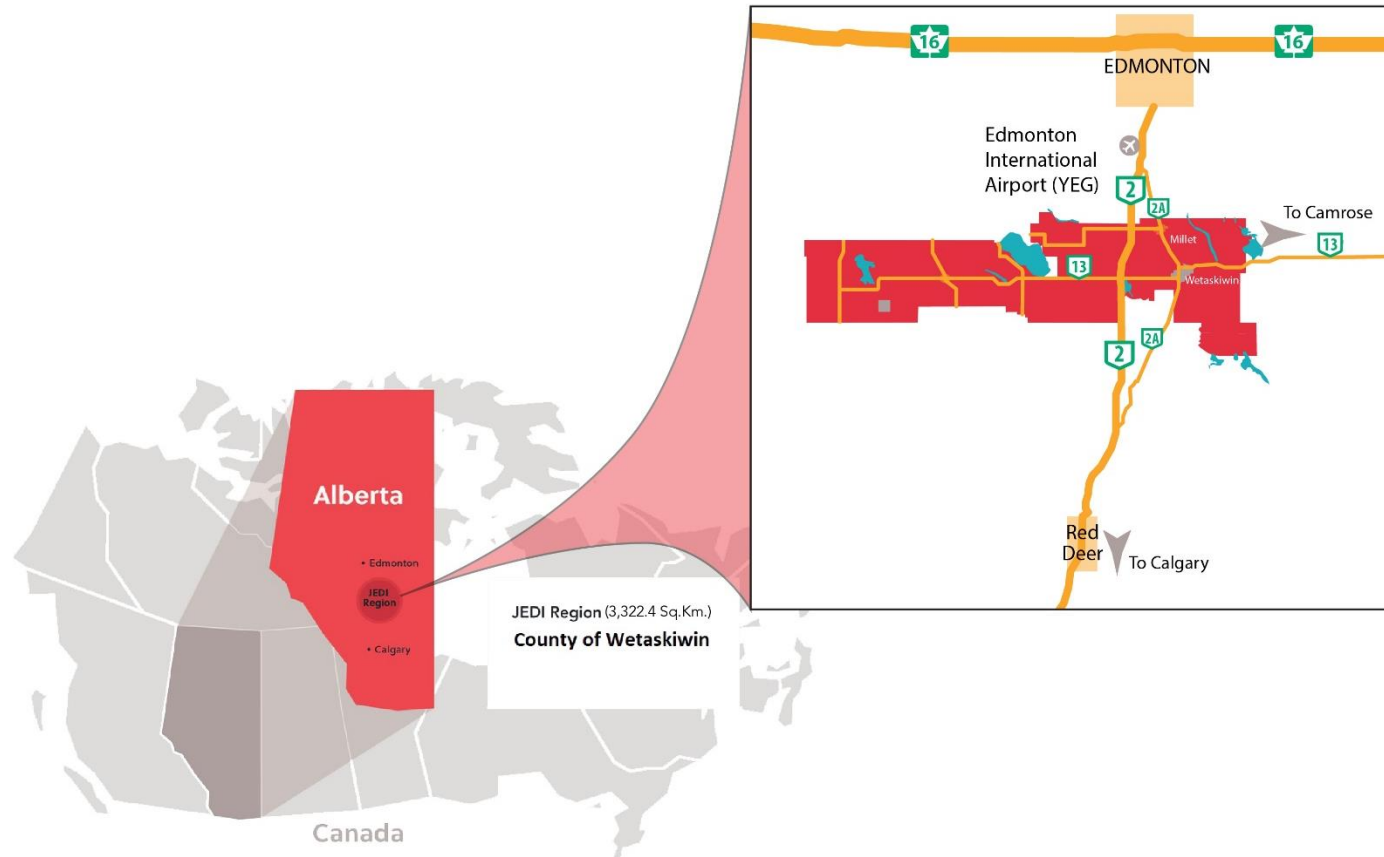 16
16
EDMONTON
Edmonton
International
Airport (YEG)
2
2A
To Camrose
Millet
13
13
Wetaskiwin
2A
2
Alberta
• Edmonton
JEDI
Region
• Calgary
Red
Deer
To Calgary
JEDI Region (3,322.4 Sq.Km.)
County of Wetaskiwin
Canada